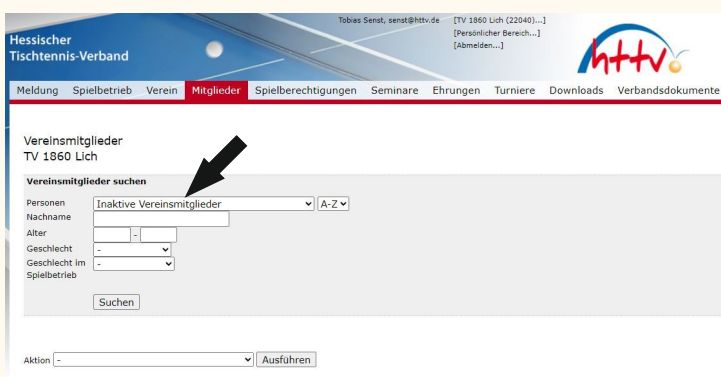 Tobias Senst, senst@httv.de [TV 1860 Lich (22040)...]
[Persönlicher Bereich...]
[Abmelden...]
Hessischer
Tischtennis-Verband
httv
Meldung Spielbetrieb Verein Mitglieder Spielberechtigungen Seminare Ehrungen Turniere Downloads Verbandsdokumente
Vereinsmitglieder
TV 1860 Lich
Vereinsmitglieder suchen
Personen Inaktive Vereinsmitglieder A-Z
Nachname
Alter -
Geschlecht -
Geschlecht im -
Spielbetrieb
Suchen
Aktion - Ausführen